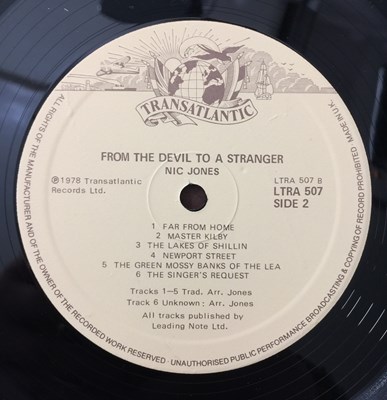 TRANSATLANTIC
ALL RIGHTS OF THE MANUFACTURER AND OF THE OWNER OF THE RECORDED WORK RESERVED · UNAUTHORISED PUBLIC PERFORMANCE BROADCASTING & COPYING OF RECORD PROHIBITED MADE IN U.K.
FROM THE DEVIL TO A STRANGER
NIC JONES
℗1978 Transatlantic
Records Ltd.
LTRA 507 B
LTRA 507
SIDE 2
1 FAR FROM HOME
2 MASTER KILBY
3 THE LAKES OF SHILLIN
4 NEWPORT STREET
5 THE GREEN MOSSY BANKS OF THE LEA
6 THE SINGER'S REQUEST
Tracks 1—5 Trad. Arr. Jones
Track 6 Unknown: Arr. Jones
All tracks published by
Leading Note Ltd.